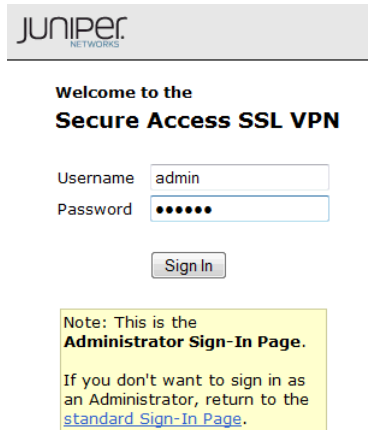 JUNIPEr
NETWORKS
Welcome to the
Secure Access SSL VPN
Username admin
Password ●●●●●●
Sign In
Note: This is the
Administrator Sign-In Page.
If you don't want to sign in as
an Administrator, return to the
standard Sign-In Page.